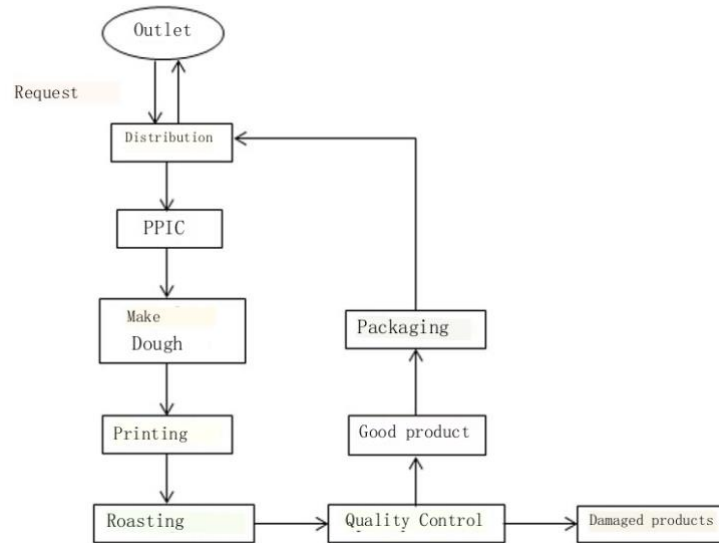 Outlet
Request
Distribution
PPIC
Make
Dough
Packaging
Printing
Good product
Roasting
Quality Control
Damaged products